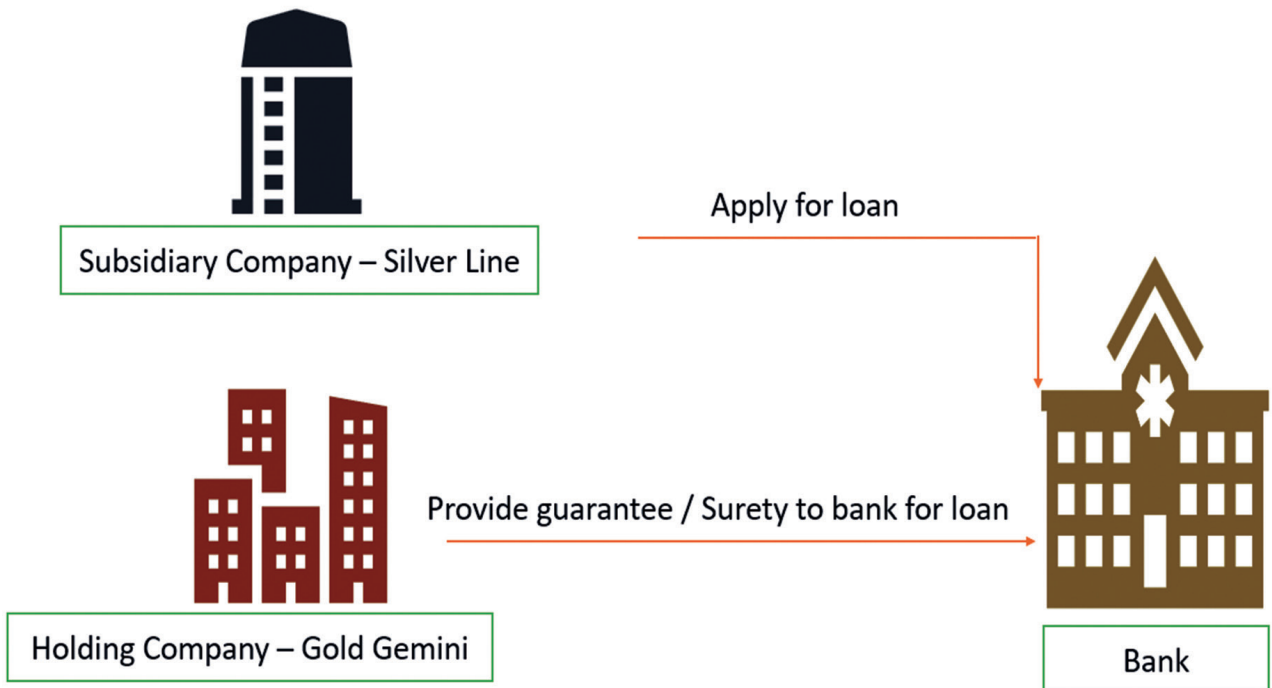 Apply for loan
Subsidiary Company – Silver Line
Provide guarantee / Surety to bank for loan
Holding Company – Gold Gemini
Bank